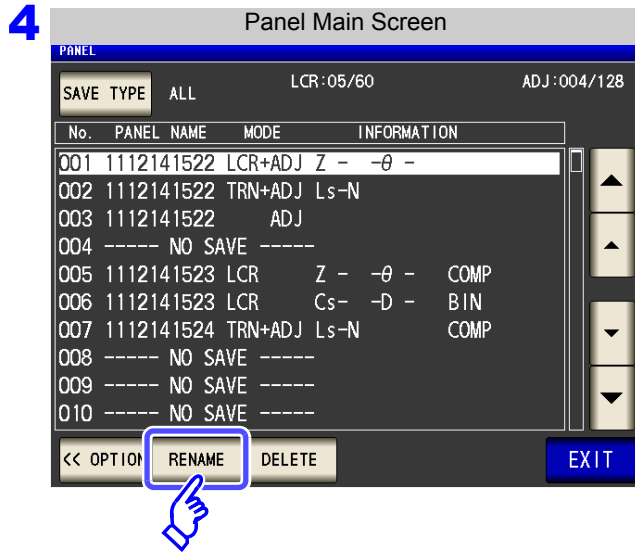 4
Panel Main Screen
PANEL
SAVE TYPE ALL LCR:05/60 ADJ:004/128
No. PANEL NAME MODE INFORMATION
001 1112141522 LCR+ADJ Z - -θ -
002 1112141522 TRN+ADJ Ls-N
003 1112141522 ADJ
004 ----- NO SAVE -----
005 1112141523 LCR Z - -θ - COMP
006 1112141523 LCR Cs- -D - BIN
007 1112141524 TRN+ADJ Ls-N COMP
008 ----- NO SAVE -----
009 ----- NO SAVE -----
010 ----- NO SAVE -----
<< OPTION RENAME DELETE EXIT